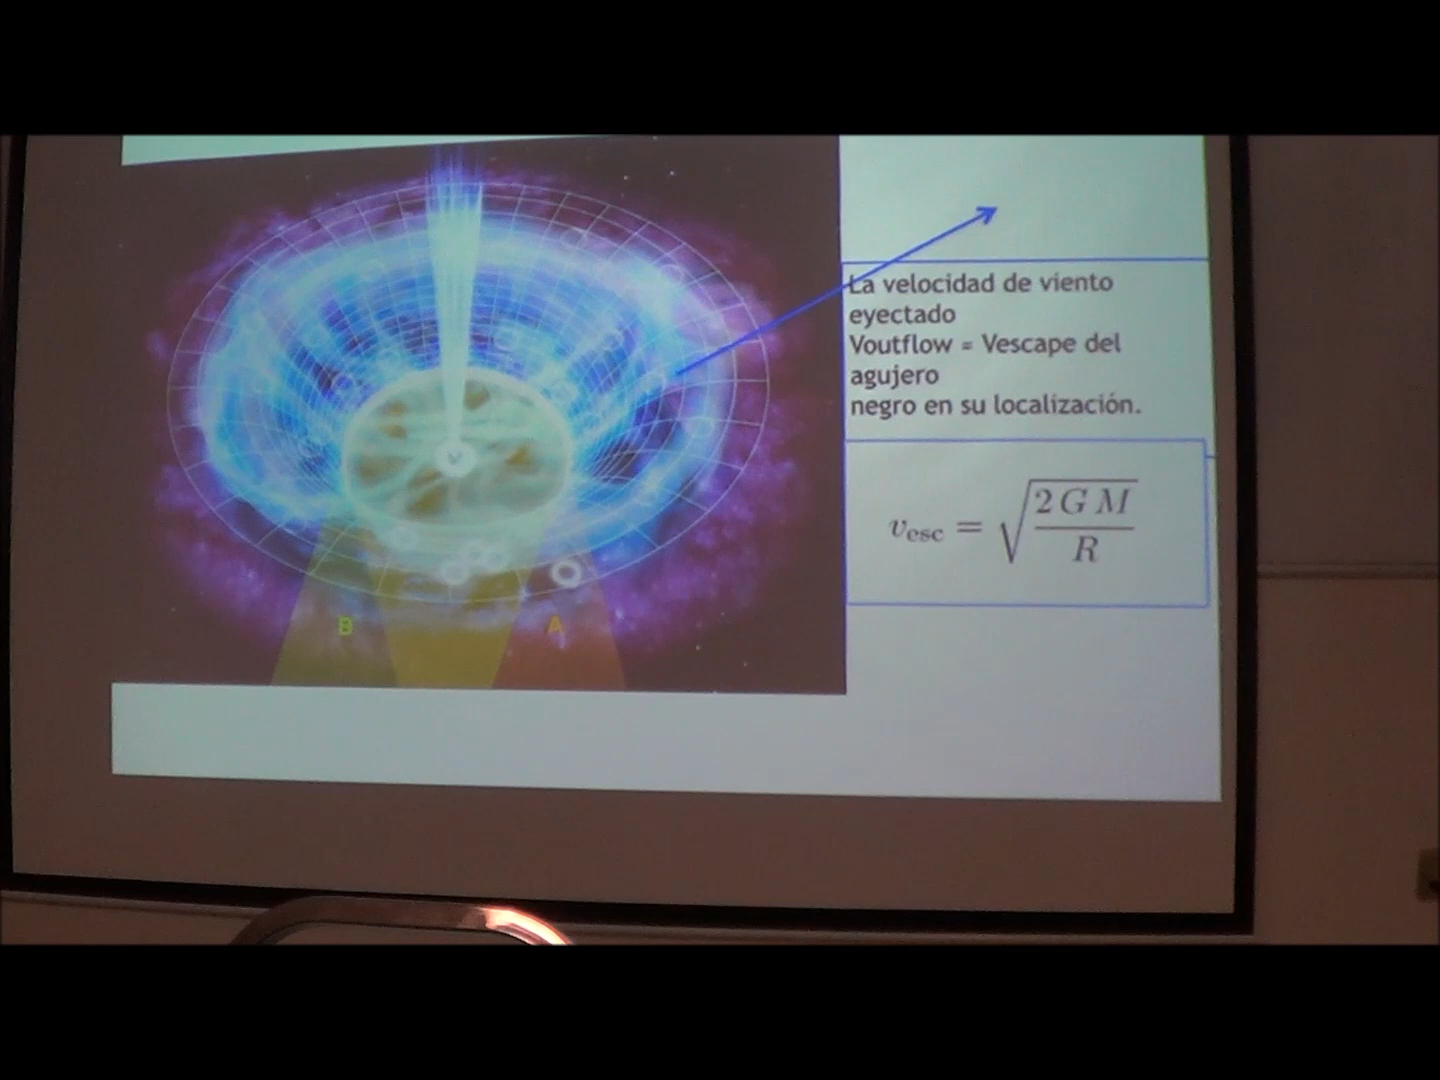 La velocidad de viento
eyectado
Voutflow = Vescape del
agujero
negro en su localización.
v_esc = √(2 G M / R)
B
A